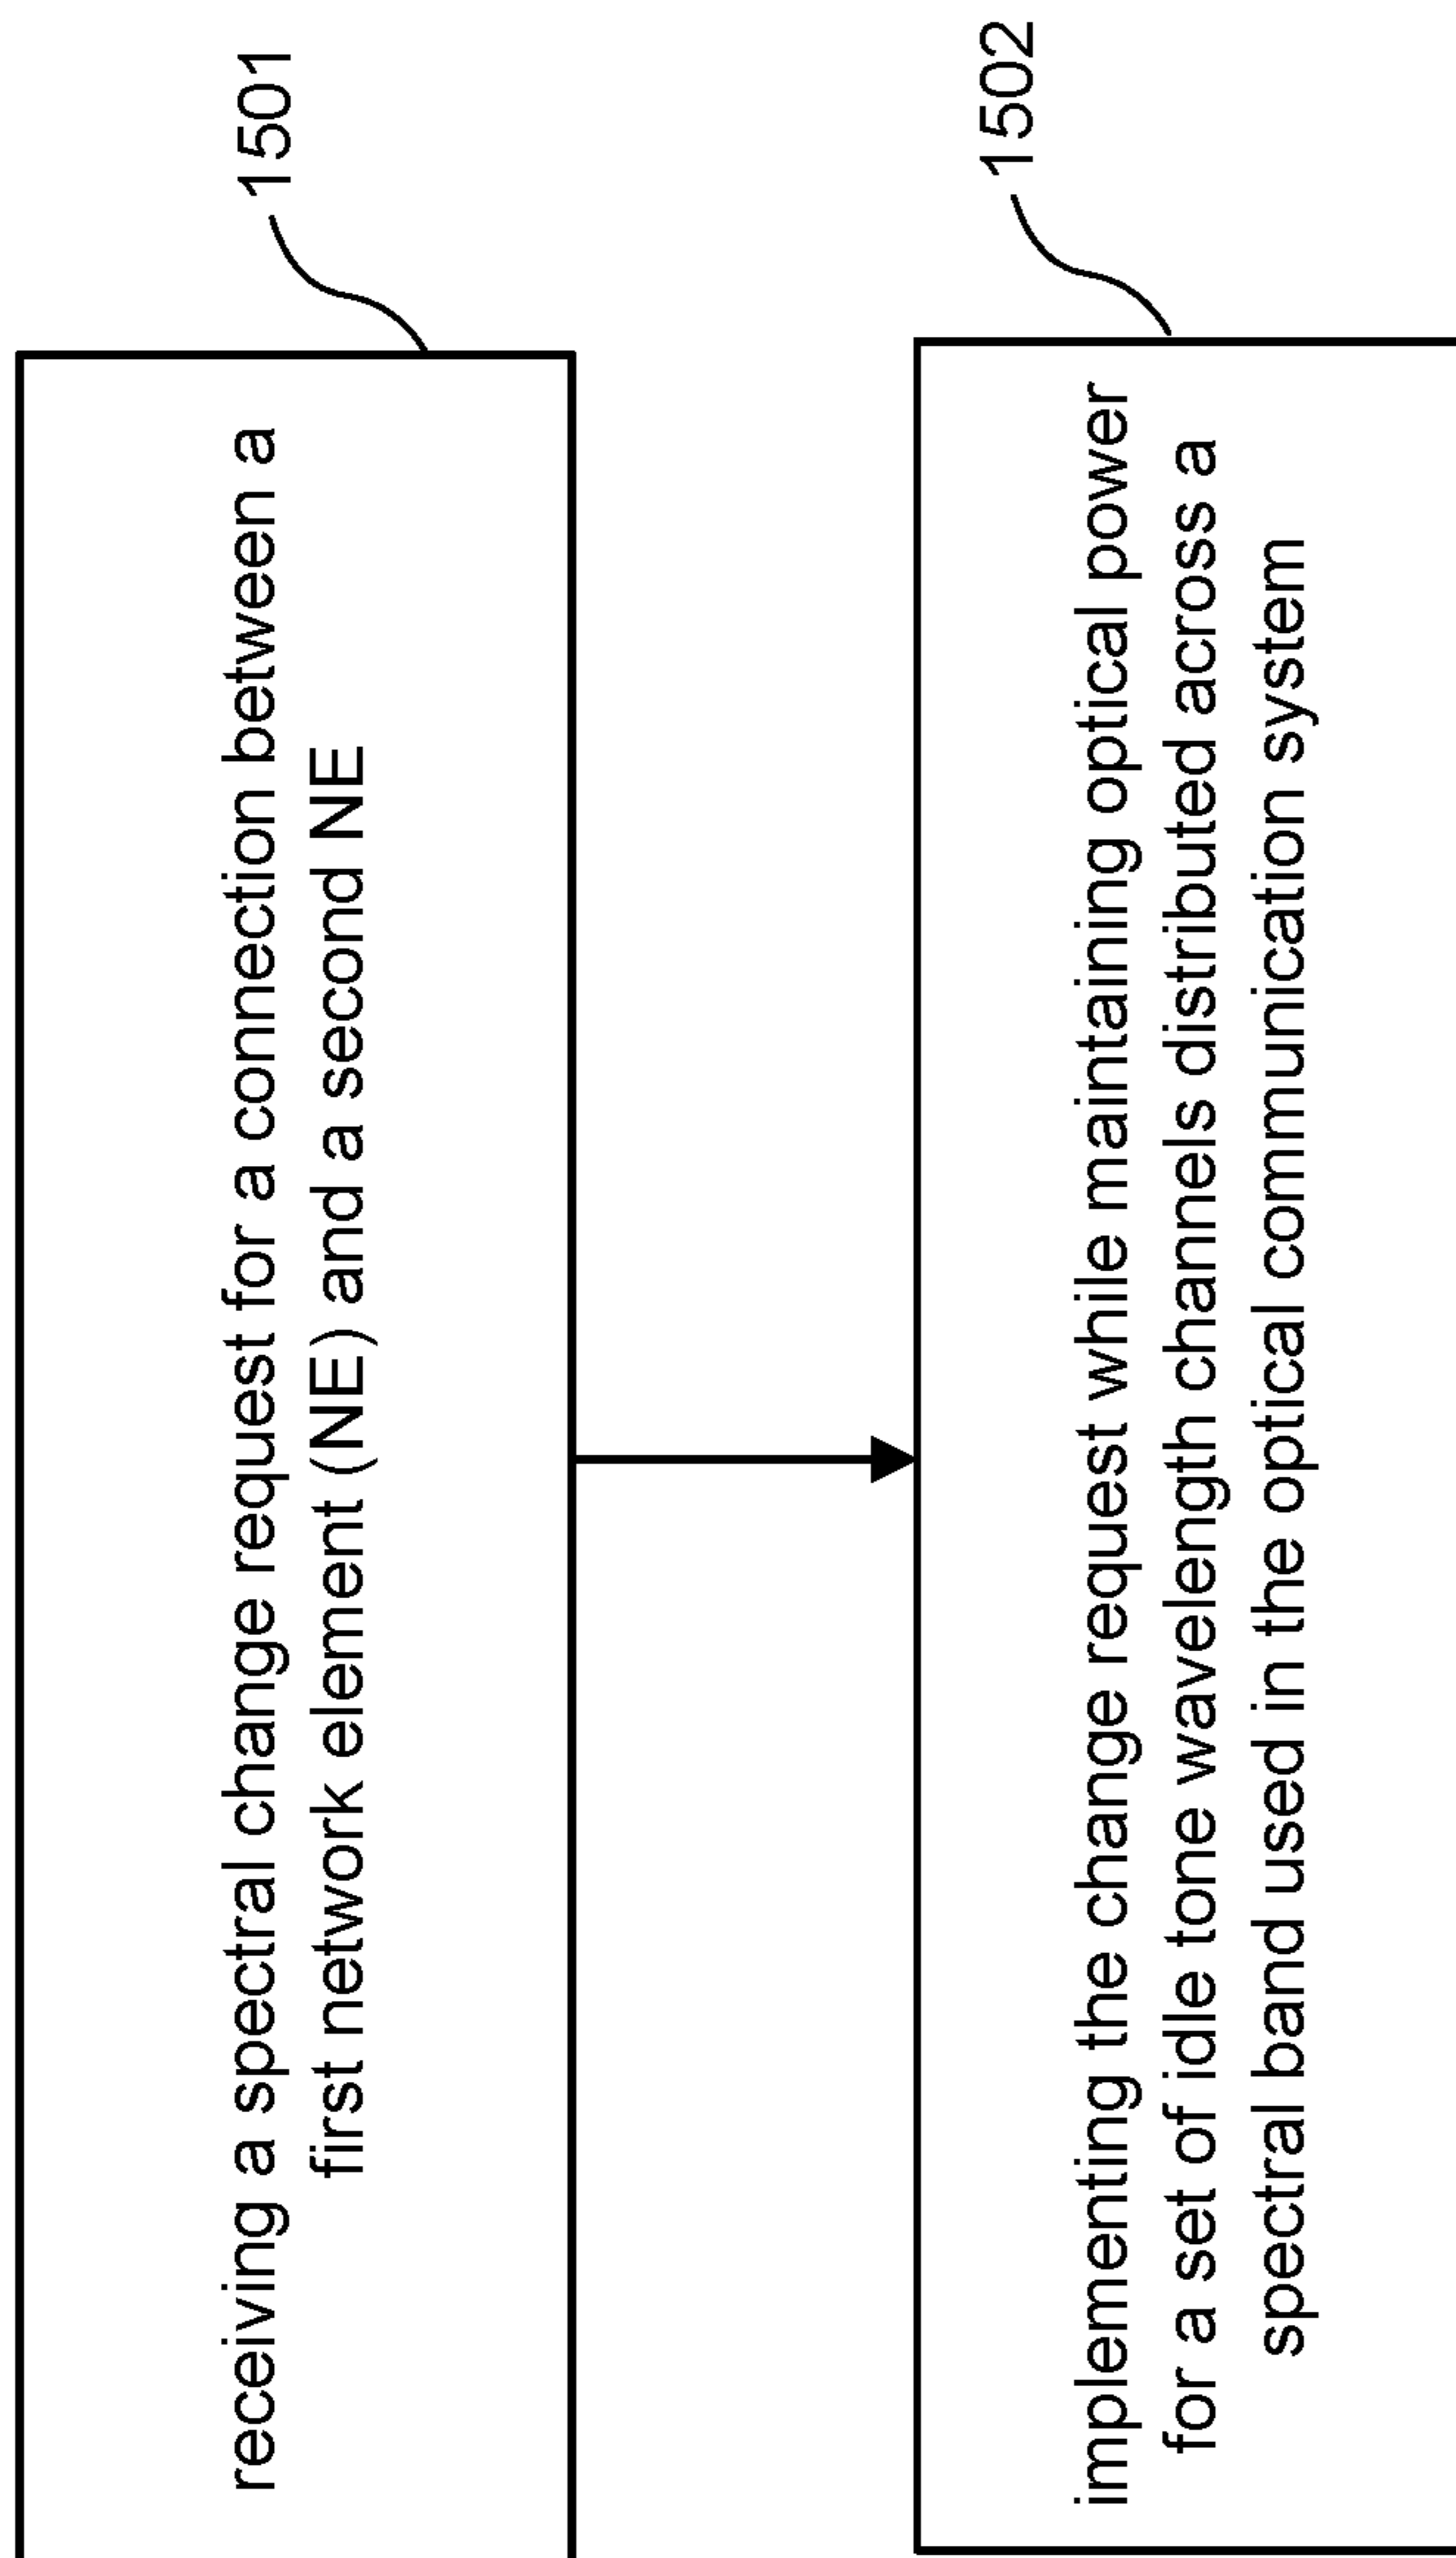 receiving a spectral change request for a connection between a
first network element (NE) and a second NE
1501
implementing the change request while maintaining optical power
for a set of idle tone wavelength channels distributed across a
spectral band used in the optical communication system
1502